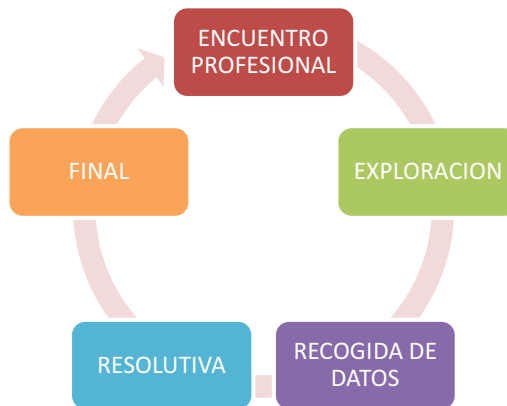 ENCUENTRO
PROFESIONAL
EXPLORACION
RECOGIDA DE
DATOS
RESOLUTIVA
FINAL